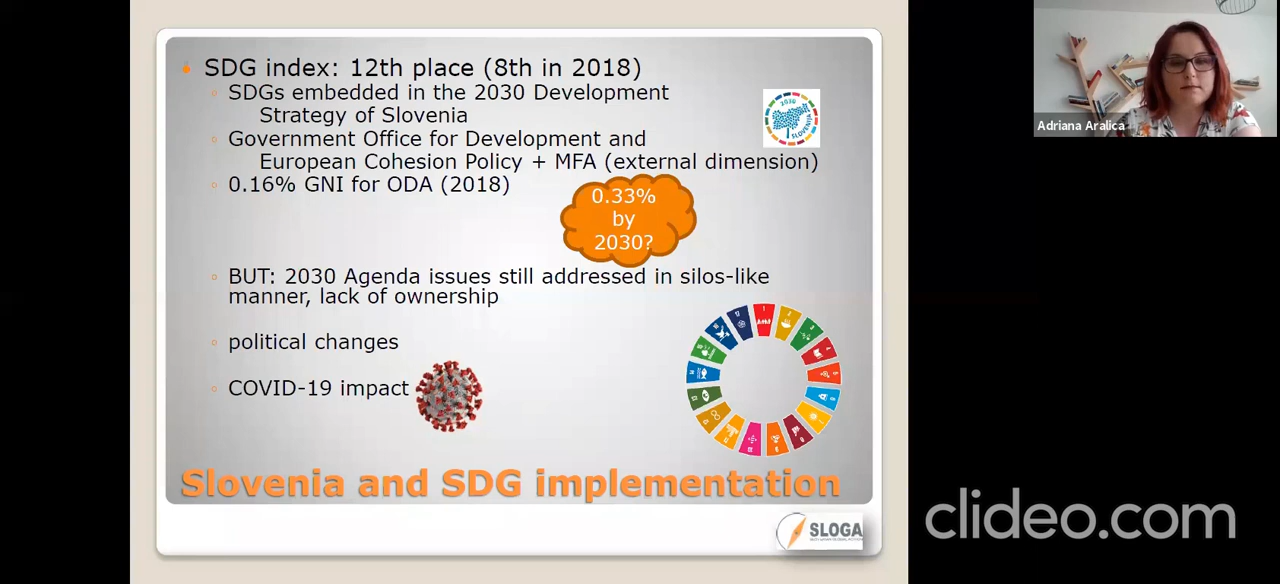 SDG index: 12th place (8th in 2018)
SDGs embedded in the 2030 Development
Strategy of Slovenia
Government Office for Development and
European Cohesion Policy + MFA (external dimension)
0.16% GNI for ODA (2018)
0.33%
by
2030?
BUT: 2030 Agenda issues still addressed in silos-like
manner, lack of ownership
political changes
COVID-19 impact
Slovenia and SDG implementation
2030
SLOVENIJA
SLOGA
Adriana Aralica
clideo.com